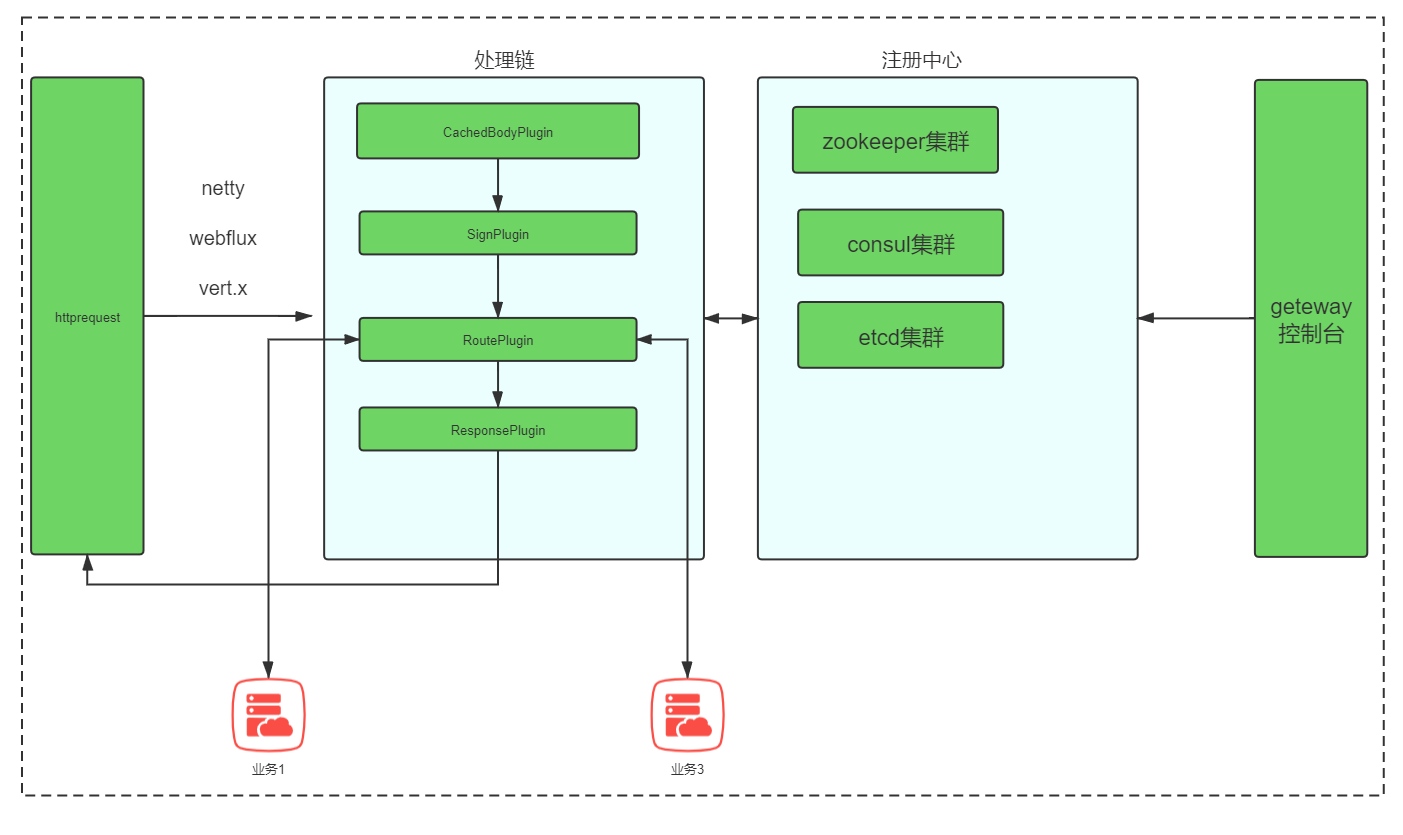 处理链
注册中心
httprequest
netty
webflux
vert.x
CachedBodyPlugin
SignPlugin
RoutePlugin
ResponsePlugin
zookeeper集群
consul集群
etcd集群
geteway
控制台
业务1
业务3